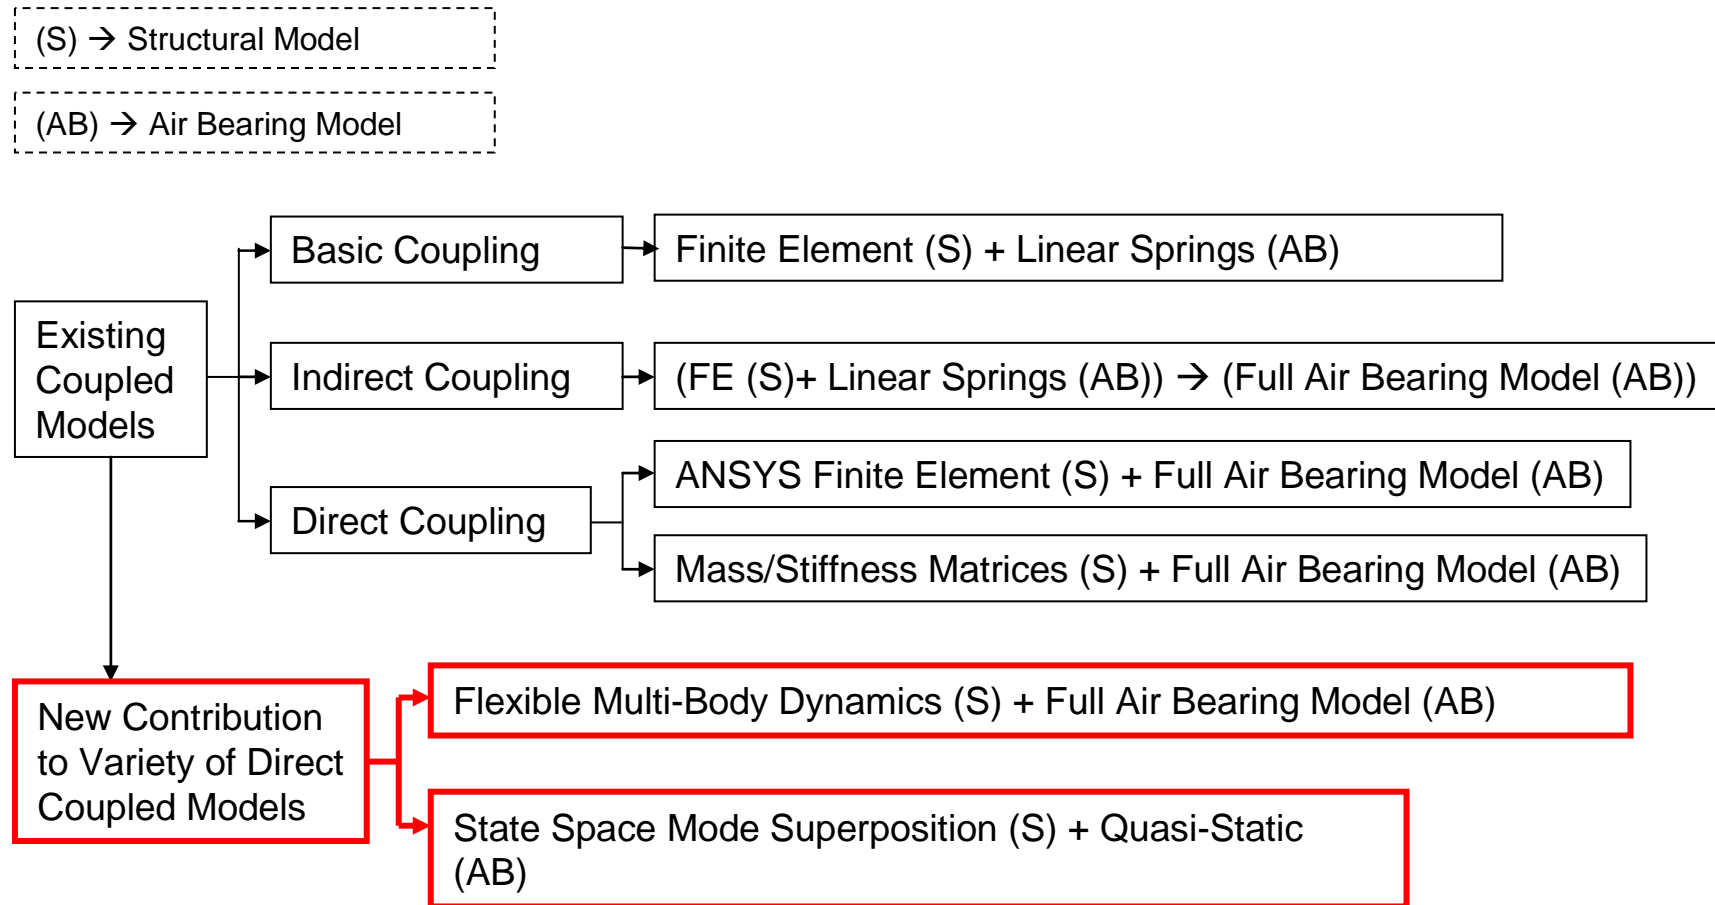 (S) → Structural Model
(AB) → Air Bearing Model
Basic Coupling
Finite Element (S) + Linear Springs (AB)
Existing
Coupled
Models
Indirect Coupling
(FE (S)+ Linear Springs (AB)) → (Full Air Bearing Model (AB))
Direct Coupling
ANSYS Finite Element (S) + Full Air Bearing Model (AB)
Mass/Stiffness Matrices (S) + Full Air Bearing Model (AB)
New Contribution
to Variety of Direct
Coupled Models
Flexible Multi-Body Dynamics (S) + Full Air Bearing Model (AB)
State Space Mode Superposition (S) + Quasi-Static
(AB)